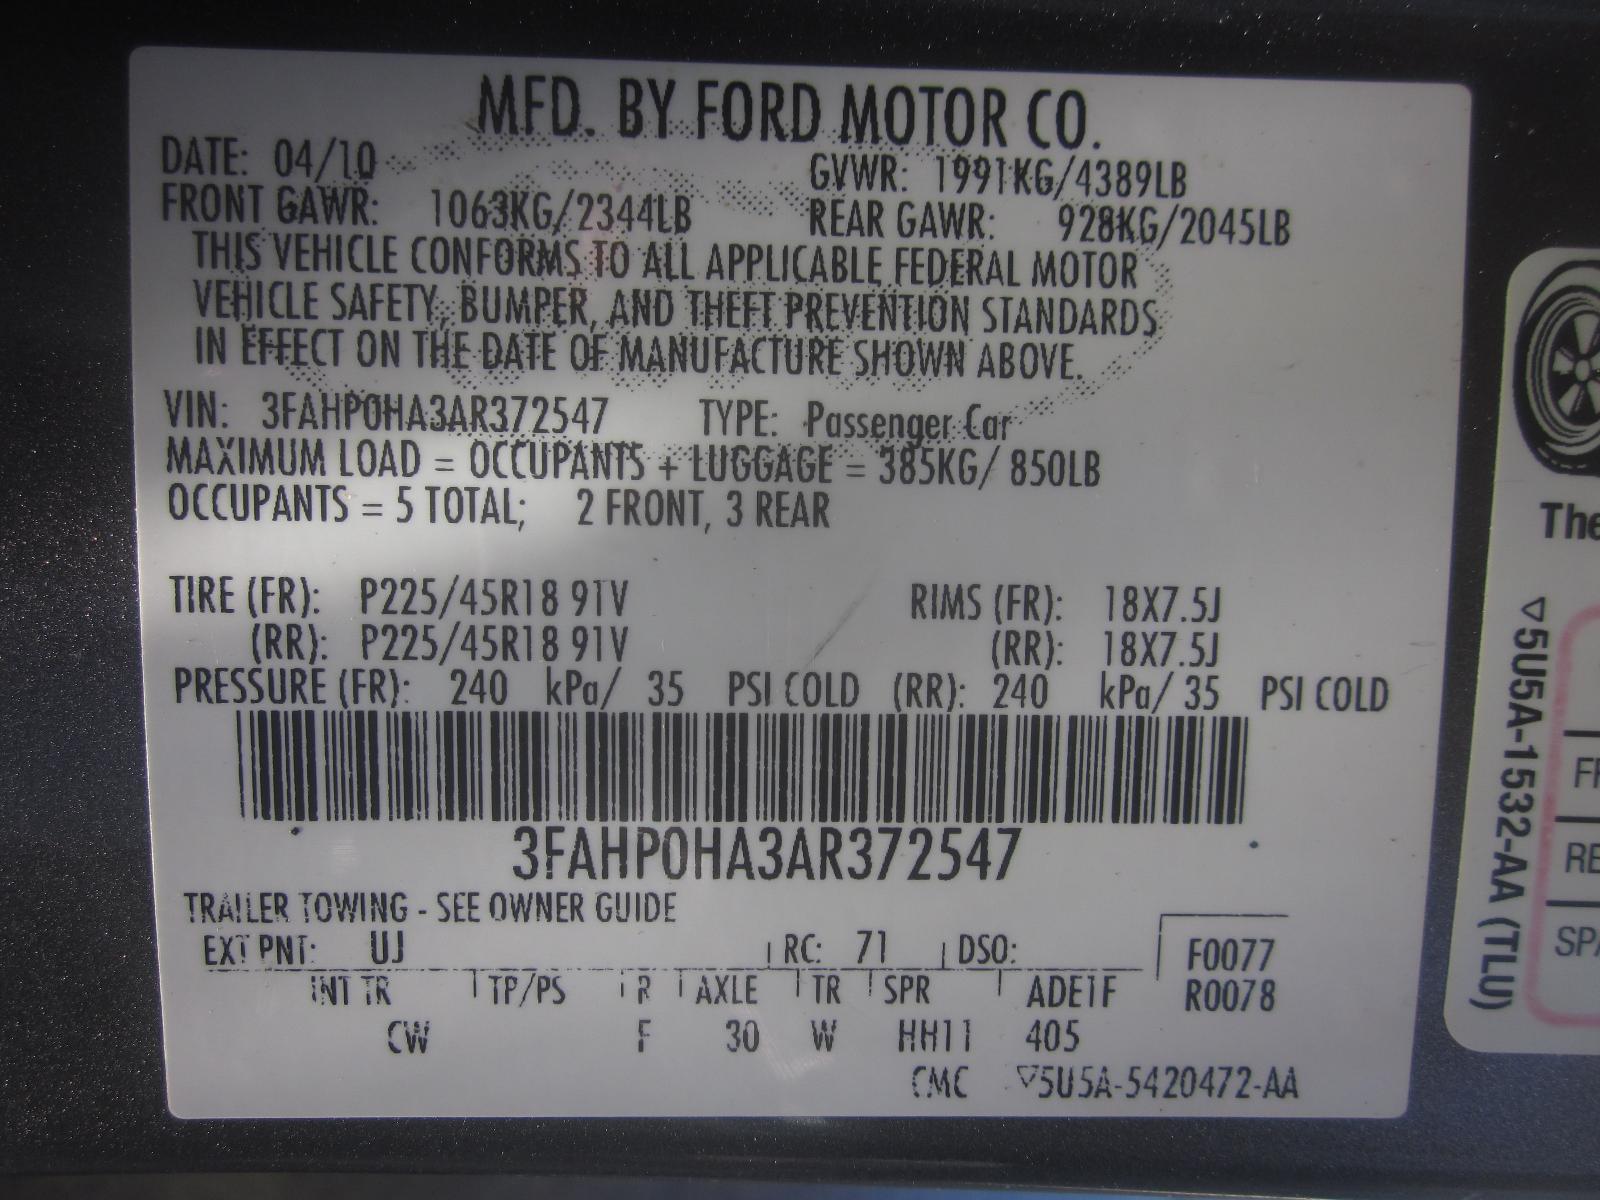 MFD. BY FORD MOTOR CO.
DATE: 04/10 GVWR: 1991KG/4389LB
FRONT GAWR: 1063KG/2344LB REAR GAWR: 928KG/2045LB
THIS VEHICLE CONFORMS TO ALL APPLICABLE FEDERAL MOTOR
VEHICLE SAFETY, BUMPER, AND THEFT PREVENTION STANDARDS
IN EFFECT ON THE DATE OF MANUFACTURE SHOWN ABOVE.
VIN: 3FAHP0HA3AR372547 TYPE: Passenger Car
MAXIMUM LOAD = OCCUPANTS + LUGGAGE = 385KG/ 850LB
OCCUPANTS = 5 TOTAL; 2 FRONT, 3 REAR
TIRE (FR): P225/45R18 91V RIMS (FR): 18X7.5J
(RR): P225/45R18 91V (RR): 18X7.5J
PRESSURE (FR): 240 kPa/ 35 PSI COLD (RR): 240 kPa/ 35 PSI COLD
3FAHP0HA3AR372547
TRAILER TOWING - SEE OWNER GUIDE
EXT PNT: UJ RC: 71 DSO: F0077
INT TR TP/PS R AXLE TR SPR ADE1F R0078
CW F 30 W HH11 405
CMC ▽5U5A-5420472-AA
The
▽5U5A-1532-AA (TLU)
FR
RE
SPA